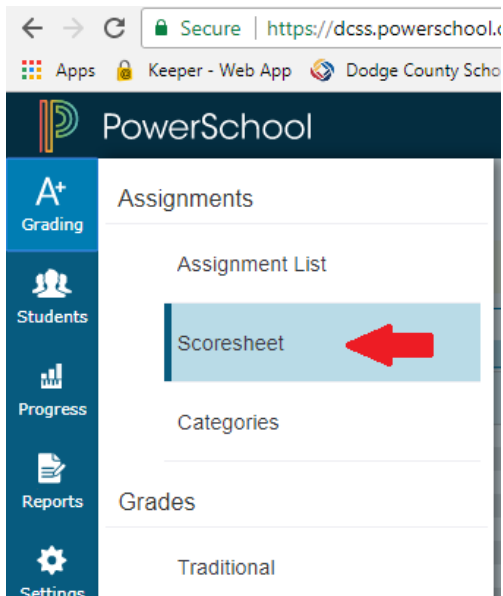 Secure | https://dcss.powerschool.
Apps Keeper - Web App Dodge County Scho
PowerSchool
A+
Grading
Assignments
Assignment List
Students
Scoresheet
Progress
Categories
Reports
Grades
Traditional
Settings